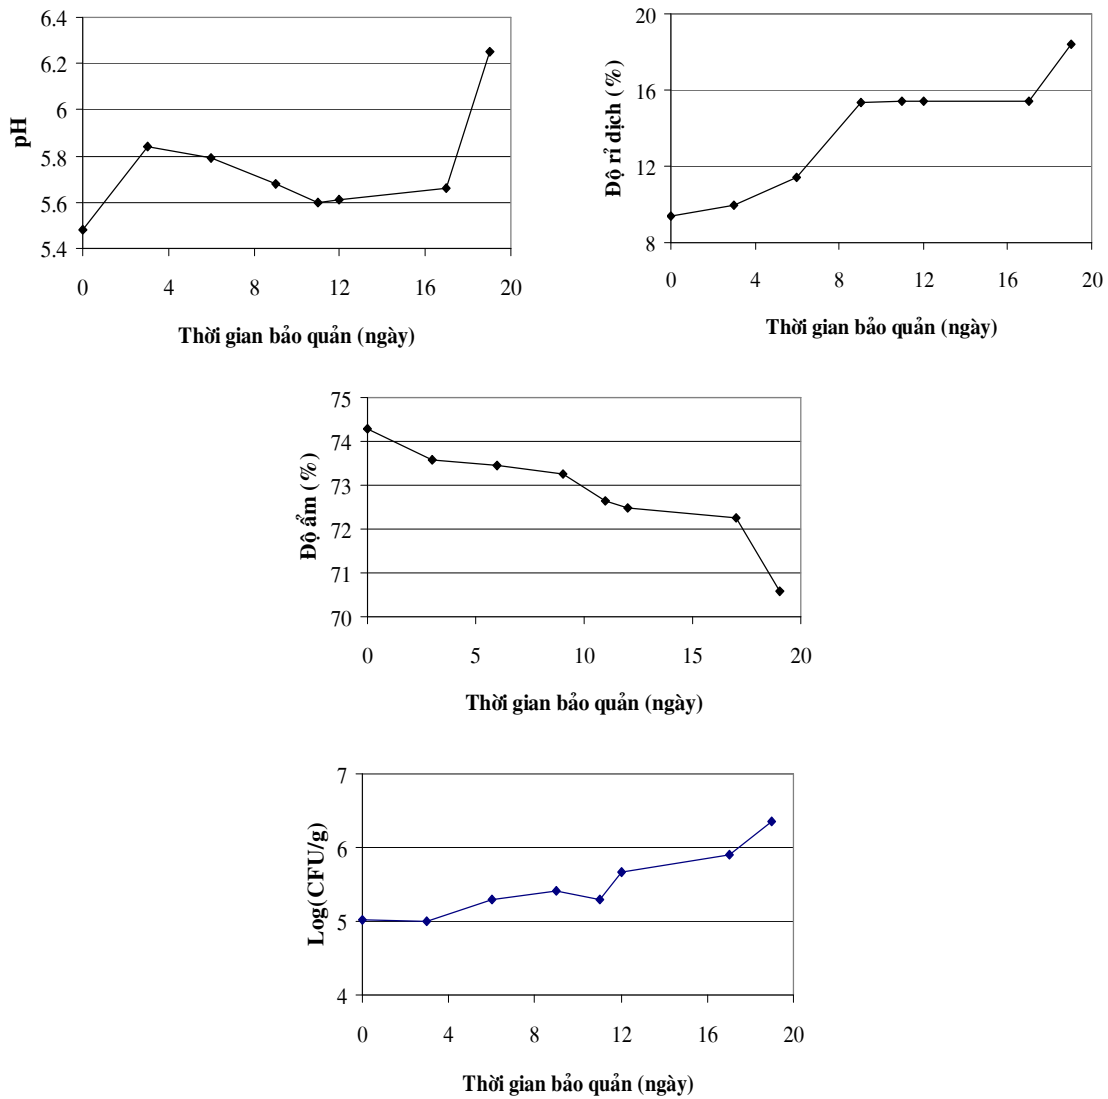 6.4
6.2
6
5.8
5.6
5.4
pH
0 4 8 12 16 20
Thời gian bảo quản (ngày)
20
16
12
8
Độ rỉ dịch (%)
0 4 8 12 16 20
Thời gian bảo quản (ngày)
75
74
73
72
71
70
Độ ẩm (%)
0 5 10 15 20
Thời gian bảo quản (ngày)
7
6
5
4
Log(CFU/g)
0 4 8 12 16 20
Thời gian bảo quản (ngày)